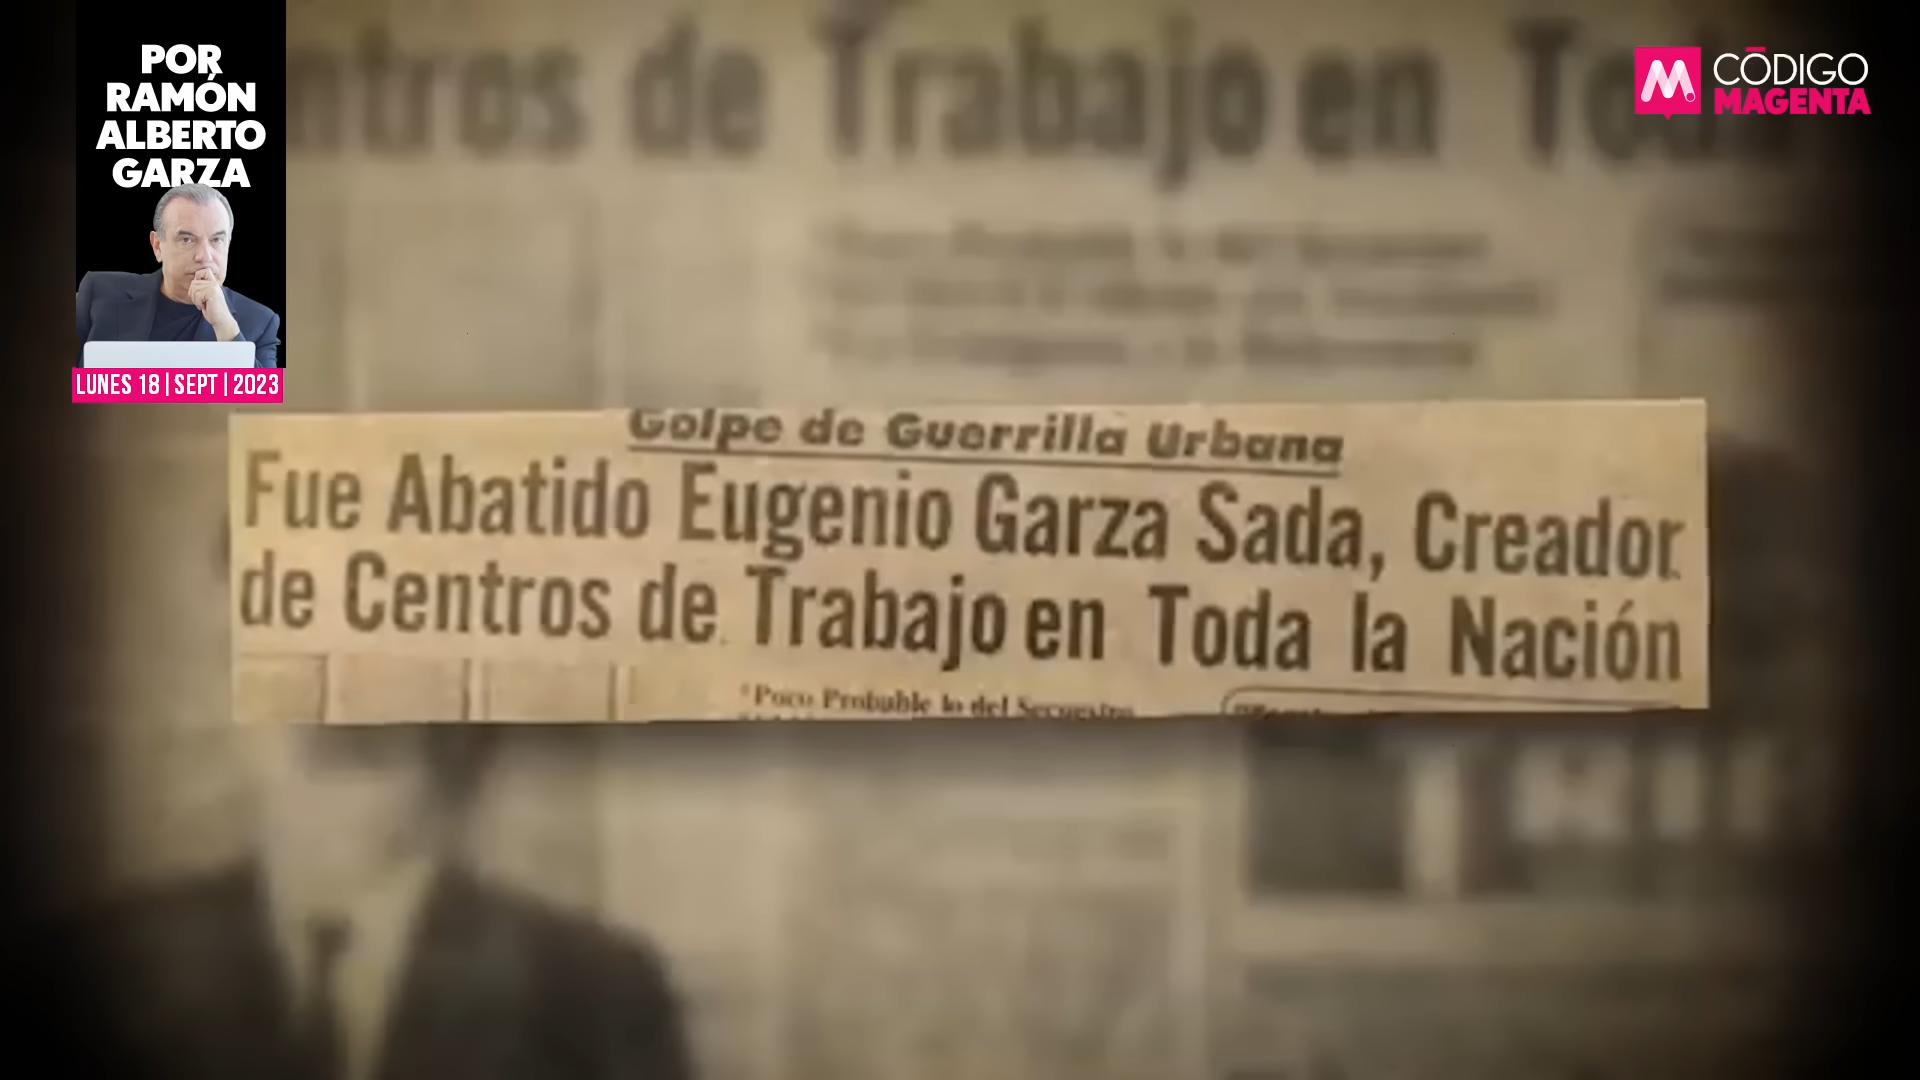 POR
RAMÓN
ALBERTO
GARZA
LUNES 18 | SEPT | 2023
CÓDIGO
MAGENTA
ntros de Trabajo en Toda
Golpe de Guerrilla Urbana
Fue Abatido Eugenio Garza Sada, Creador
de Centros de Trabajo en Toda la Nación
Poco Probable lo del Secuestro